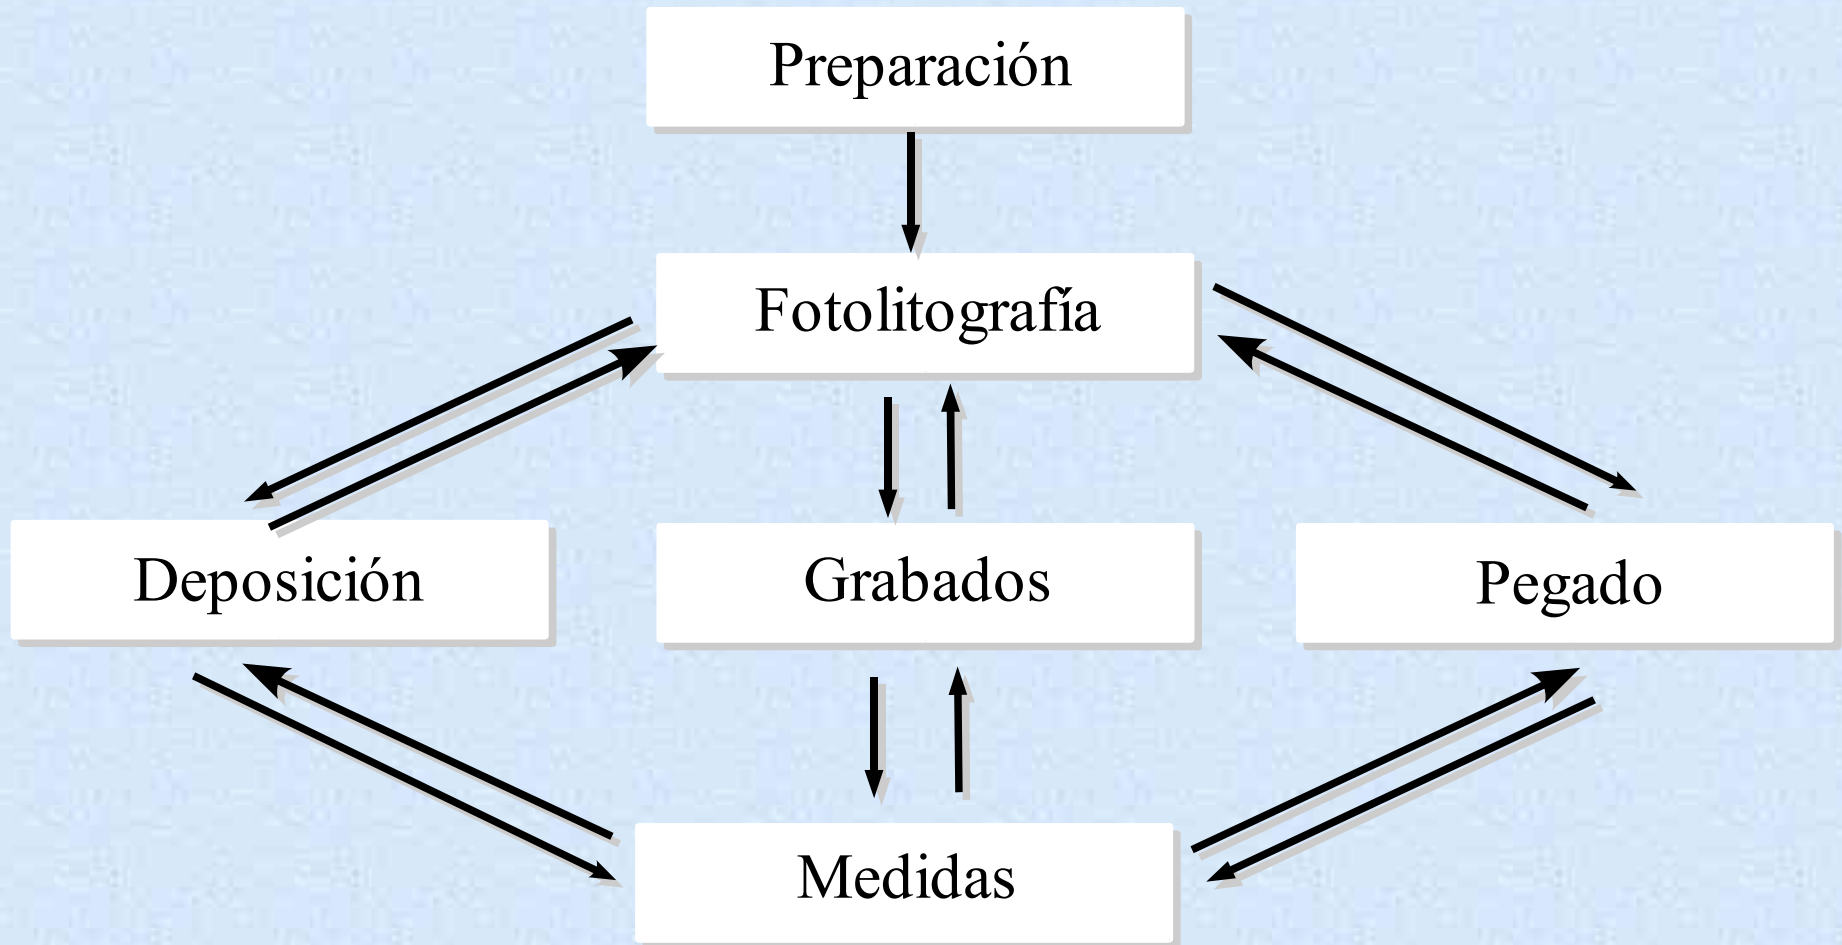 Preparación
Fotolitografía
Deposición
Grabados
Pegado
Medidas